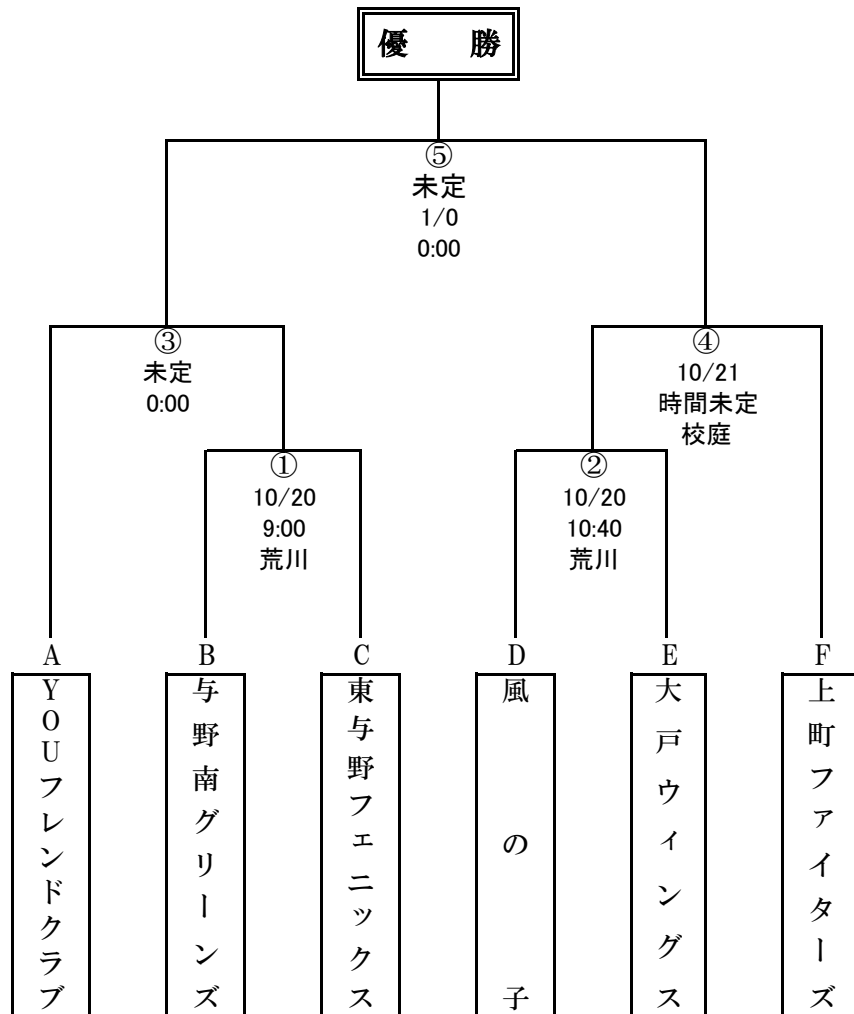 優　勝
⑤
未定
1/0
0:00
③
未定
0:00
④
10/21
時間未定
校庭
①
10/20
9:00
荒川
②
10/20
10:40
荒川
A
B
C
D
E
F
YOUフレンドクラブ
与野南グリーンズ
東与野フェニックス
風の子
大戸ウィングス
上町ファイターズ